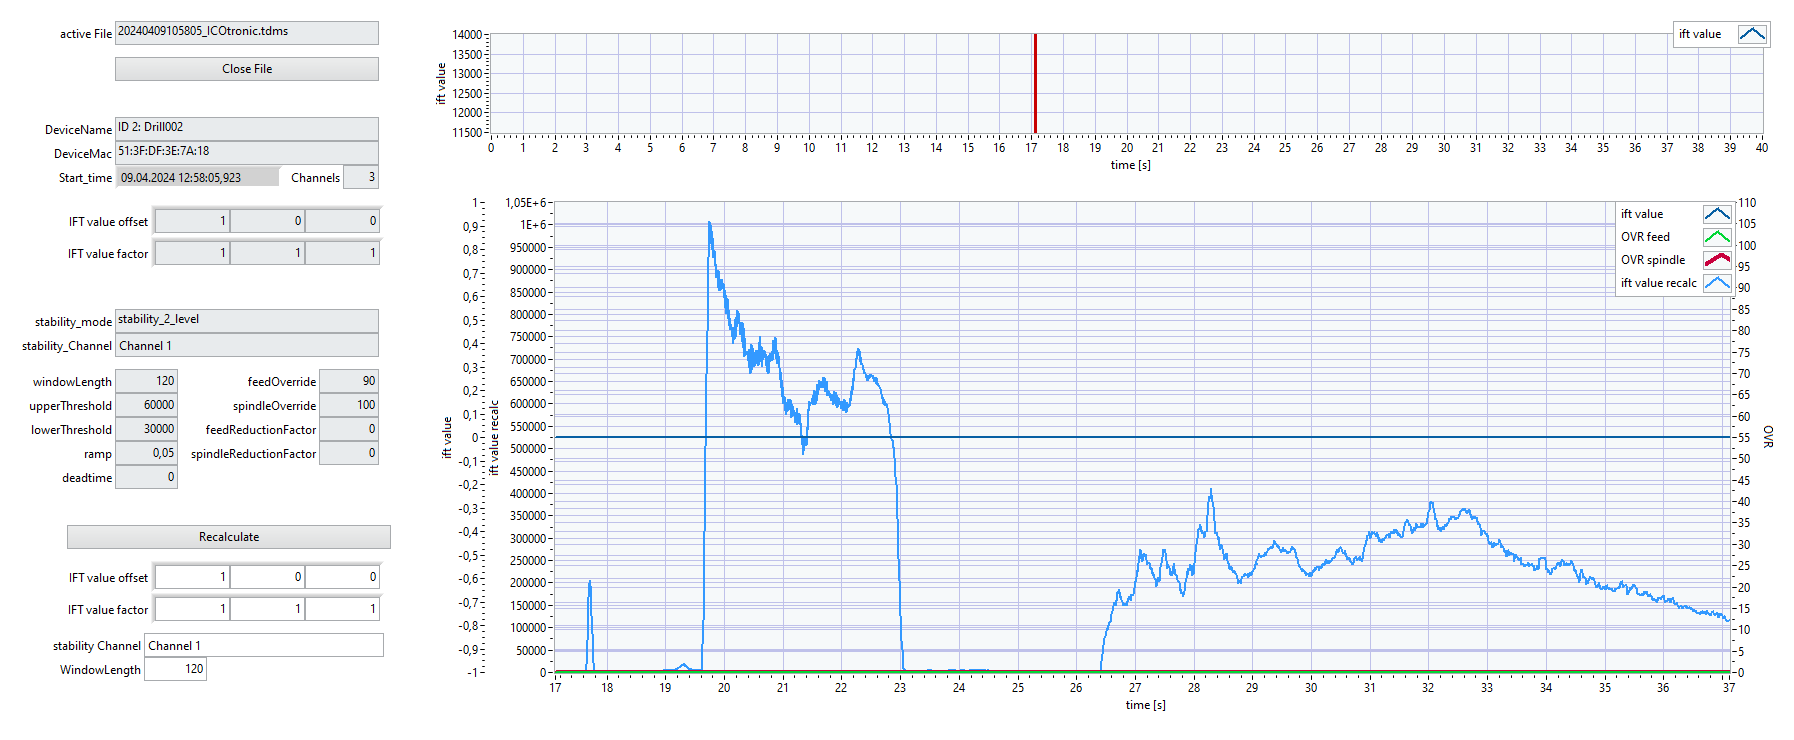 active File 20240409105805_ICOtronic.tdms
Close File
DeviceName ID 2: Drill002
DeviceMac 51:3F:DF:3E:7A:18
Start_time 09.04.2024 12:58:05,923 Channels 3
IFT value offset 1 0 0
IFT value factor 1 1 1
stability_mode stability_2_level
stability_Channel Channel 1
windowLength 120 feedOverride 90
upperThreshold 60000 spindleOverride 100
lowerThreshold 30000 feedReductionFactor 0
ramp 0,05 spindleReductionFactor 0
deadtime 0
Recalculate
IFT value offset 1 0 0
IFT value factor 1 1 1
stability Channel Channel 1
WindowLength 120
ift value
14000
13000
12000
11500
13500
12500
ift value
0 1 2 3 4 5 6 7 8 9 10 11 12 13 14 15 16 17 18 19 20 21 22 23 24 25 26 27 28 29 30 31 32 33 34 35 36 37 38 39 40
time [s]
ift value
1
0,9
0,8
0,7
0,6
0,5
0,4
0,3
0,2
0,1
0
-0,1
-0,2
-0,3
-0,4
-0,5
-0,6
-0,7
-0,8
-0,9
-1
ift value recalc
1,05E+6
1E+6
950000
900000
850000
800000
750000
700000
650000
600000
550000
500000
450000
400000
350000
300000
250000
200000
150000
100000
50000
0
ift value
OVR feed
OVR spindle
ift value recalc
110
105
100
95
90
85
80
75
70
65
60
55
50
45
40
35
30
25
20
15
10
5
0
OVR
17 18 19 20 21 22 23 24 25 26 27 28 29 30 31 32 33 34 35 36 37
time [s]